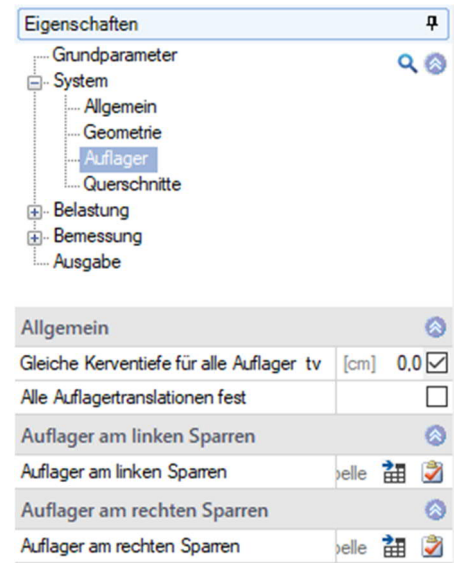 Eigenschaften
Grundparameter
System
Allgemein
Geometrie
Auflager
Querschnitte
Belastung
Bemessung
Ausgabe
Allgemein
Gleiche Kerventiefe für alle Auflager tv [cm] 0,0
Alle Auflagertranslationen fest
Auflager am linken Sparren
Auflager am linken Sparren belle
Auflager am rechten Sparren
Auflager am rechten Sparren belle